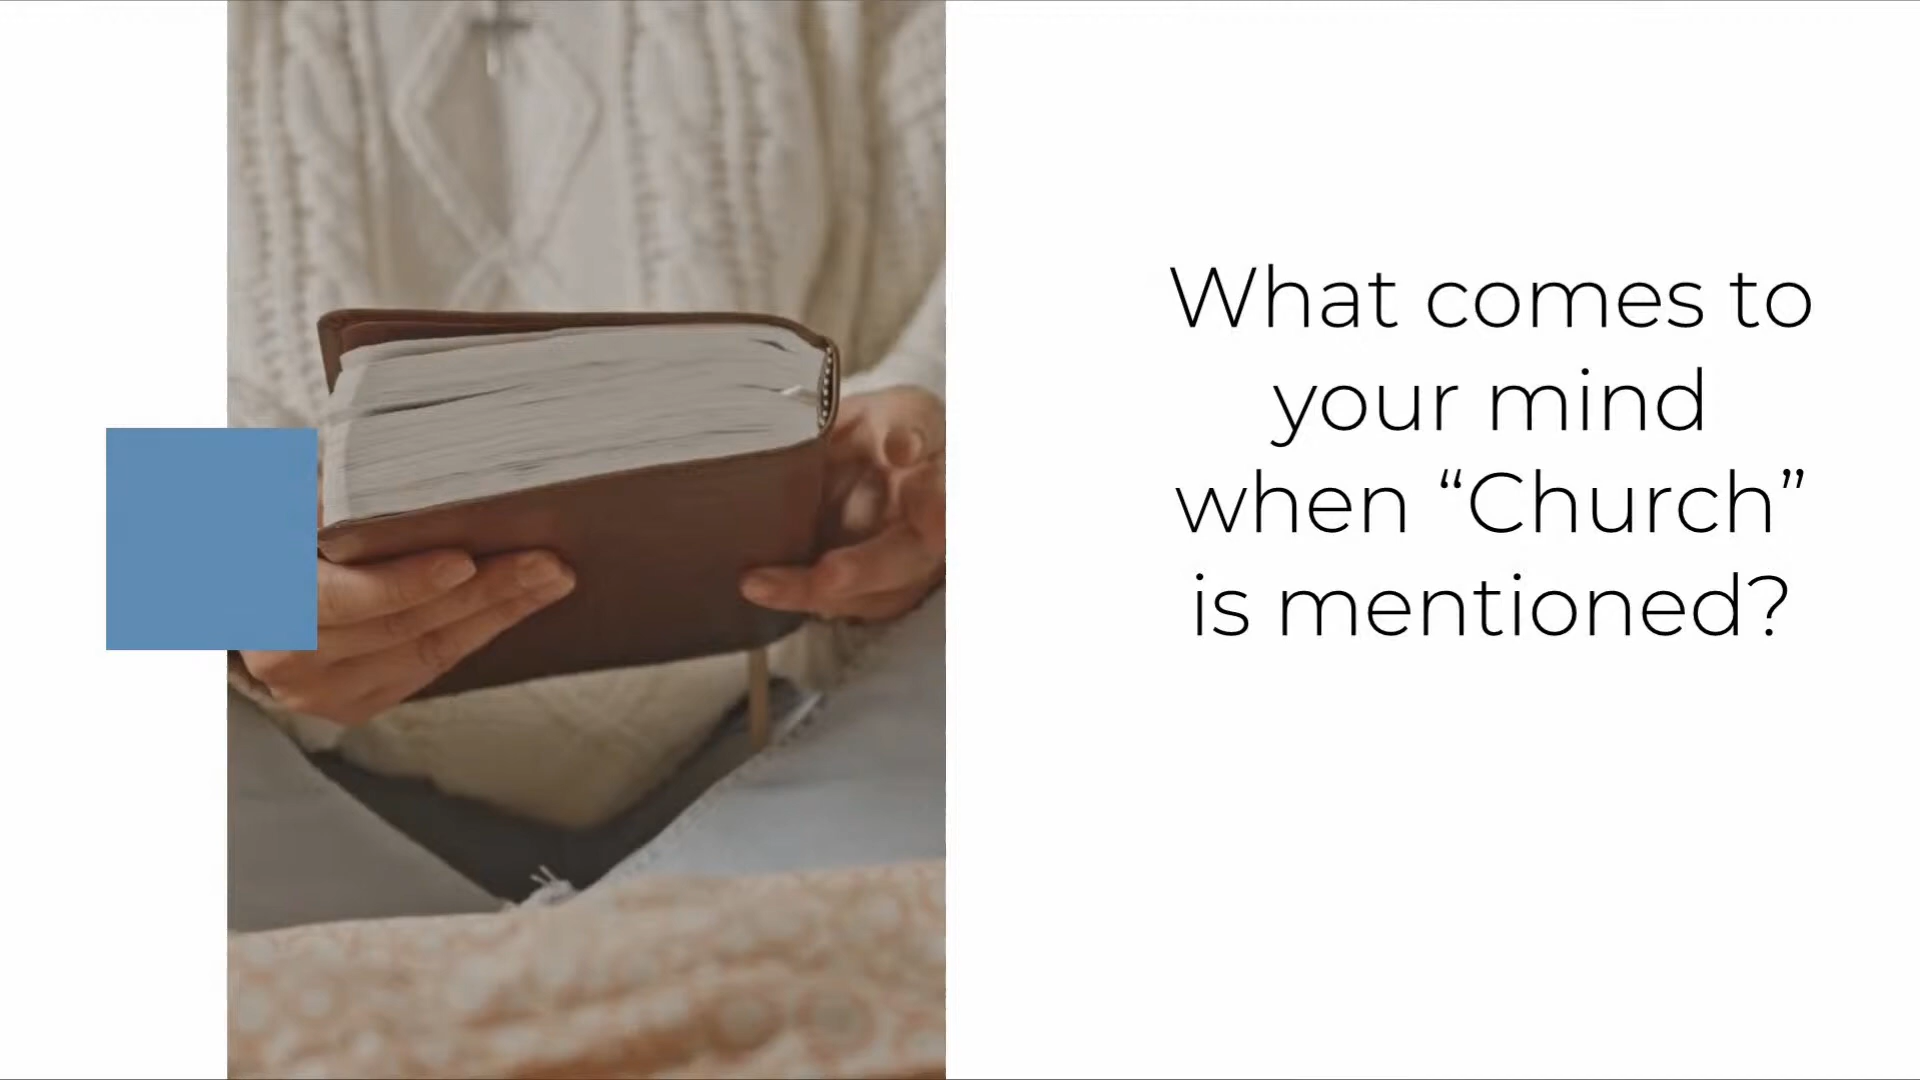 What comes to
your mind
when “Church”
is mentioned?